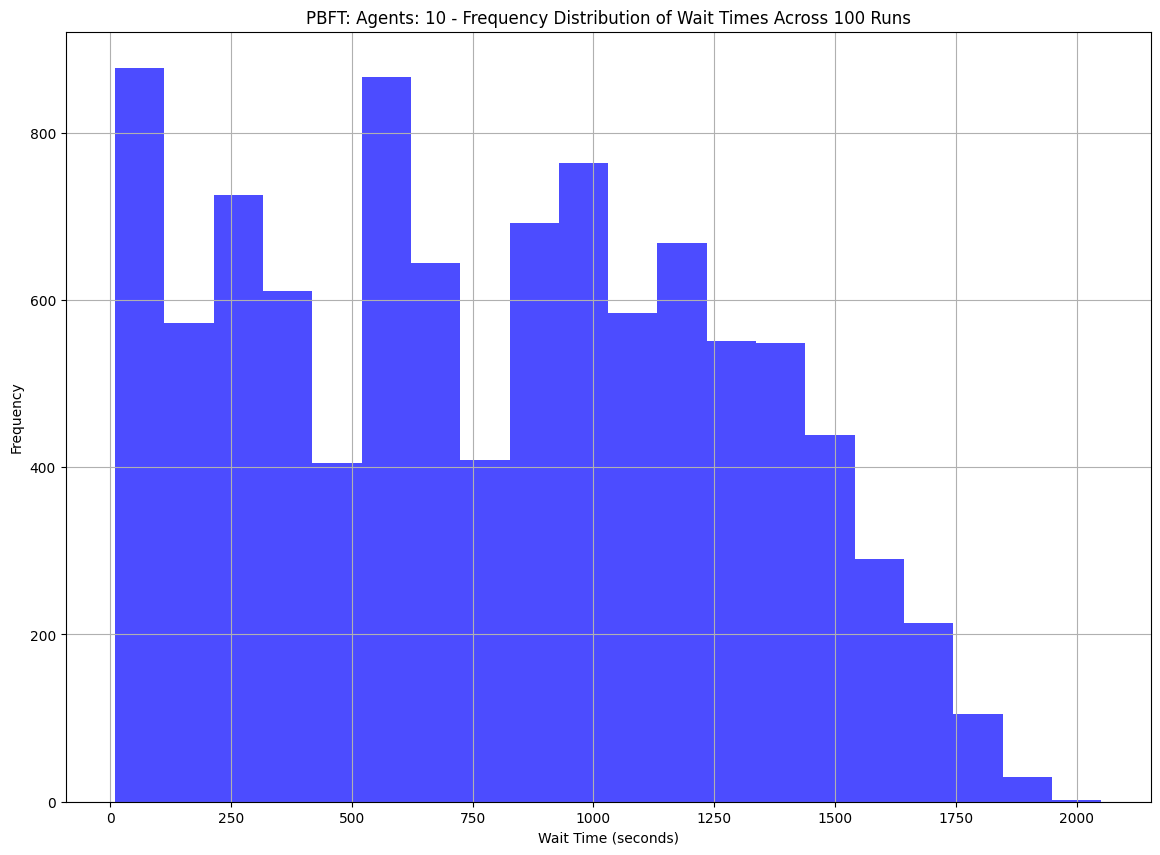 PBFT: Agents: 10 - Frequency Distribution of Wait Times Across 100 Runs
800
600
400
200
0
Frequency
0 250 500 750 1000 1250 1500 1750 2000
Wait Time (seconds)